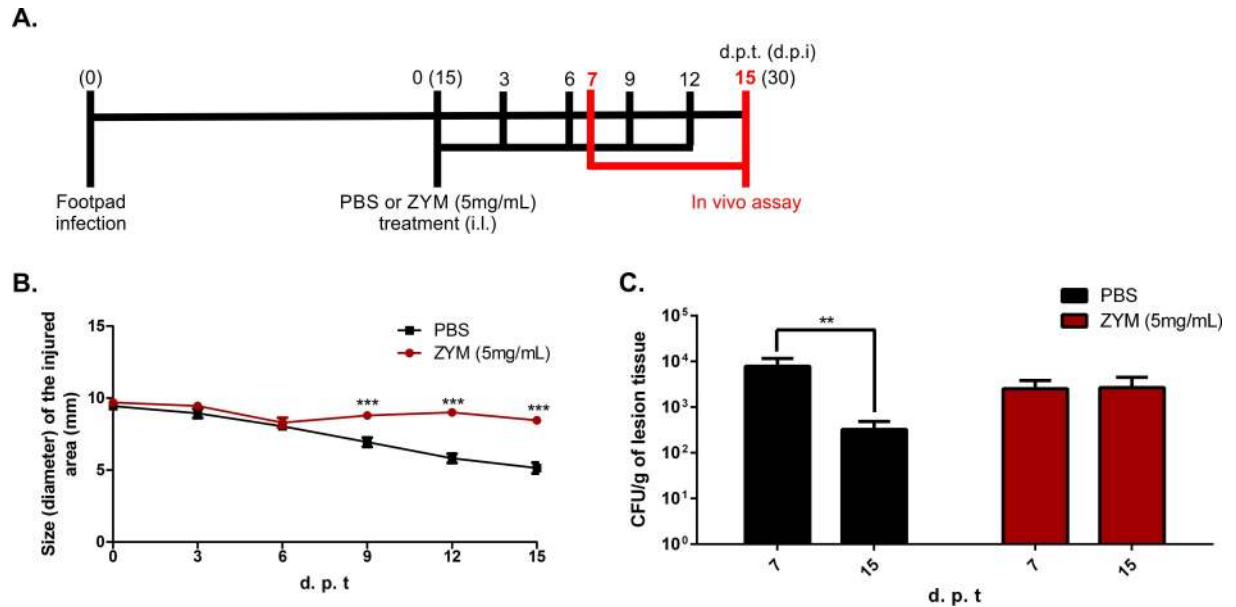 A.
d.p.t. (d.p.i)
(0) 0 (15) 3 6 7 9 12 15 (30)
Footpad
infection
PBS or ZYM (5mg/mL)
treatment (i.l.)
In vivo assay
B.
PBS
ZYM (5mg/mL)
Size (diameter) of the injured
area (mm)
15
10
5
0
*** *** ***
0 3 6 9 12 15
d. p. t
C.
PBS
ZYM (5mg/mL)
CFU/g of lesion tissue
10⁵
10⁴
10³
10²
10¹
10⁰
**
7 15 7 15
d. p. t